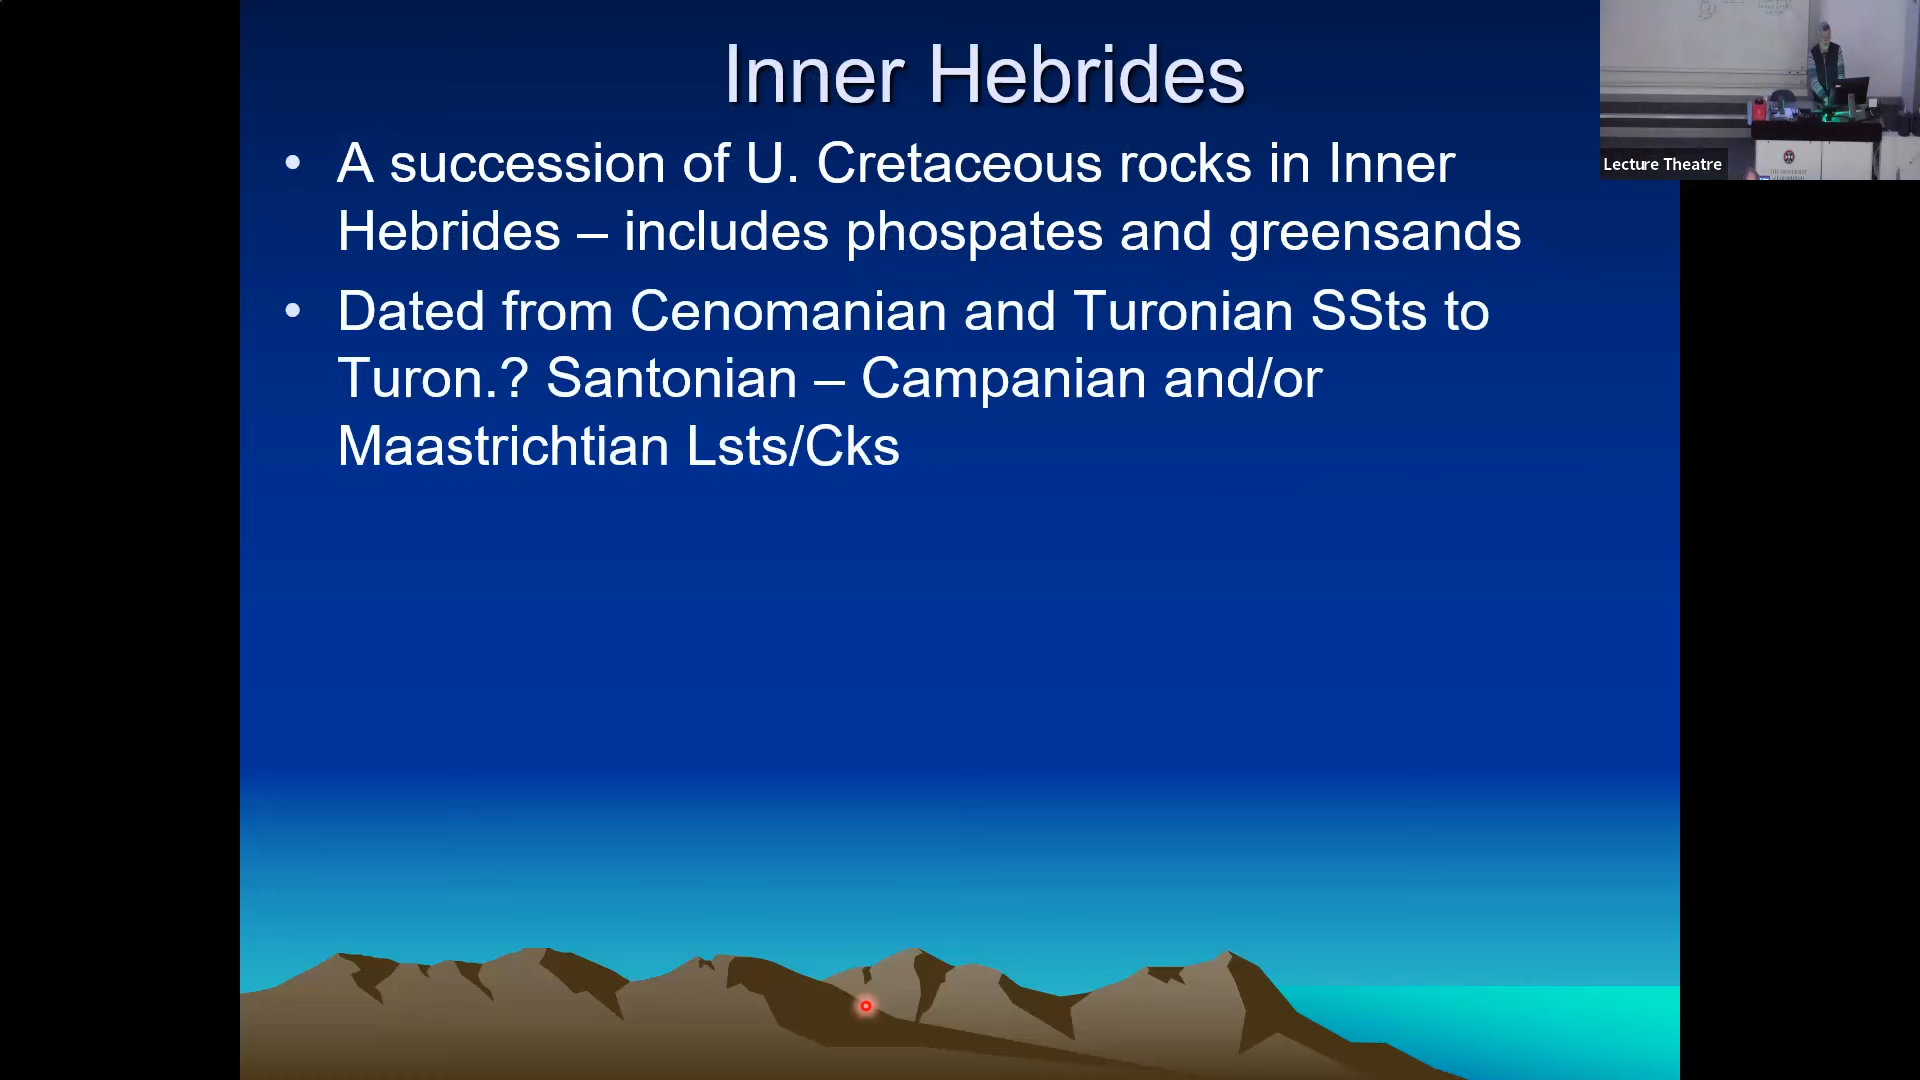 Inner Hebrides
• A succession of U. Cretaceous rocks in Inner
Hebrides – includes phospates and greensands
• Dated from Cenomanian and Turonian SSts to
Turon.? Santonian – Campanian and/or
Maastrichtian Lsts/Cks
Lecture Theatre